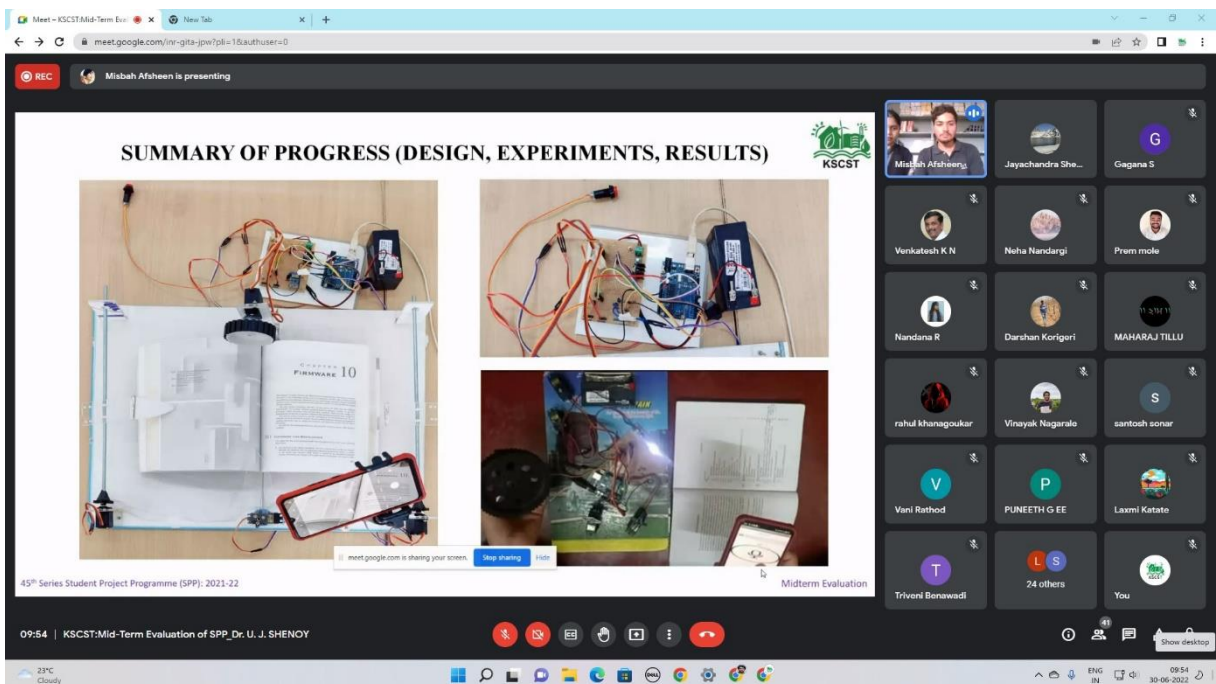 Meet – KSCST:Mid-Term Eval
New Tab
meet.google.com/inr-gita-jpw?pli=1&authuser=0
REC
Misbah Afsheen is presenting
SUMMARY OF PROGRESS (DESIGN, EXPERIMENTS, RESULTS)
KSCST
CHAPTER
FIRMWARE 10
meet.google.com is sharing your screen.
Stop sharing
Hide
45th Series Student Project Programme (SPP): 2021-22
Midterm Evaluation
Misbah Afsheen
Jayachandra She...
G
Gagana S
Venkatesh K N
Neha Nandargi
Prem mole
Nandana R
Darshan Korigeri
MAHARAJ TILLU
rahul khanagoukar
Vinayak Nagarale
S
santosh sonar
V
Vani Rathod
P
PUNEETH G EE
Laxmi Katate
T
Triveni Benawadi
L S
24 others
You
09:54 | KSCST:Mid-Term Evaluation of SPP_Dr. U. J. SHENOY
41
Show desktop
23°C
Cloudy
ENG
IN
09:54
30-06-2022